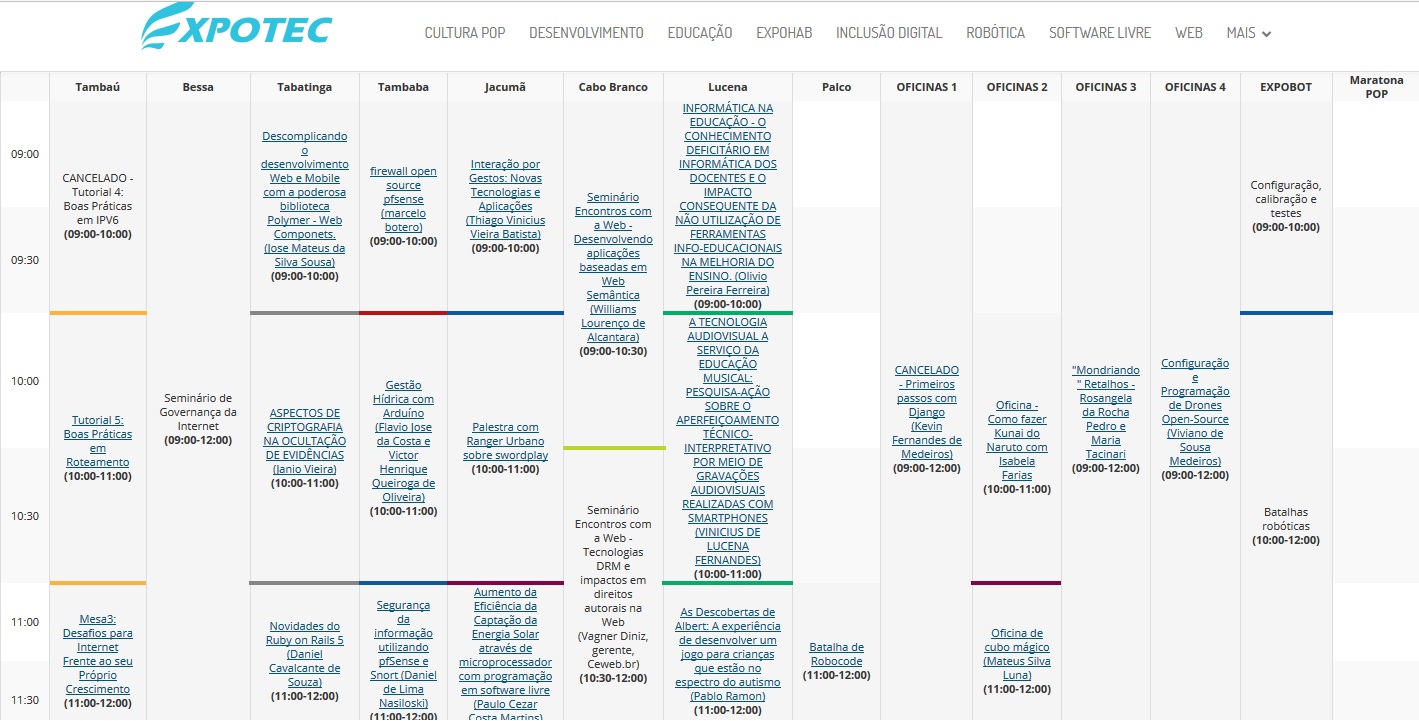 EXPOTEC
CULTURA POP
DESENVOLVIMENTO
EDUCAÇÃO
EXPOHAB
INCLUSÃO DIGITAL
ROBÓTICA
SOFTWARE LIVRE
WEB
MAIS
Tambaú
Bessa
Tabatinga
Tambaba
Jacumã
Cabo Branco
Lucena
Palco
OFICINAS 1
OFICINAS 2
OFICINAS 3
OFICINAS 4
EXPOBOT
Maratona
POP
09:00
09:30
10:00
10:30
11:00
11:30
CANCELADO -
Tutorial 4:
Boas Práticas
em IPV6
(09:00-10:00)
Tutorial 5:
Boas Práticas
em
Roteamento
(10:00-11:00)
Mesa3:
Desafios para
Internet
Frente ao seu
Próprio
Crescimento
(11:00-12:00)
Seminário de
Governança da
Internet
(09:00-12:00)
Descomplicando
o
desenvolvimento
Web e Mobile
com a poderosa
biblioteca
Polymer - Web
Componets.
(Jose Mateus da
Silva Sousa)
(09:00-10:00)
ASPECTOS DE
CRIPTOGRAFIA
NA OCULTAÇÃO
DE EVIDÊNCIAS
(Janio Vieira)
(10:00-11:00)
Novidades do
Ruby on Rails 5
(Daniel
Cavalcante de
Souza)
(11:00-12:00)
firewall open
source
pfsense
(marcelo
botero)
(09:00-10:00)
Gestão
Hídrica com
Arduíno
(Flavio Jose
da Costa e
Victor
Henrique
Queiroga de
Oliveira)
(10:00-11:00)
Segurança
da
informação
utilizando
pfSense e
Snort (Daniel
de Lima
Nasiloski)
(11:00-12:00)
Interação por
Gestos: Novas
Tecnologias e
Aplicações
(Thiago Vinicius
Vieira Batista)
(09:00-10:00)
Palestra com
Ranger Urbano
sobre swordplay
(10:00-11:00)
Aumento da
Eficiência da
Captação da
Energia Solar
através de
microprocessador
com programação
em software livre
(Paulo Cezar
Costa Martins)
Seminário
Encontros com
a Web -
Desenvolvendo
aplicações
baseadas em
Web
Semântica
(Williams
Lourenço de
Alcantara)
(09:00-10:30)
Seminário
Encontros com
a Web -
Tecnologias
DRM e
impactos em
direitos
autorais na
Web
(Vagner Diniz,
gerente,
Ceweb.br)
(10:30-12:00)
INFORMÁTICA NA
EDUCAÇÃO - O
CONHECIMENTO
DEFICITÁRIO EM
INFORMÁTICA DOS
DOCENTES E O
IMPACTO
CONSEQUENTE DA
NÃO UTILIZAÇÃO DE
FERRAMENTAS
INFO-EDUCACIONAIS
NA MELHORIA DO
ENSINO. (Olivio
Pereira Ferreira)
(09:00-10:00)
A TECNOLOGIA
AUDIOVISUAL A
SERVIÇO DA
EDUCAÇÃO
MUSICAL:
PESQUISA-AÇÃO
SOBRE O
APERFEIÇOAMENTO
TÉCNICO-
INTERPRETATIVO
POR MEIO DE
GRAVAÇÕES
AUDIOVISUAIS
REALIZADAS COM
SMARTPHONES
(VINICIUS DE
LUCENA
FERNANDES)
(10:00-11:00)
As Descobertas de
Albert: A experiência
de desenvolver um
jogo para crianças
que estão no
espectro do autismo
(Pablo Ramon)
(11:00-12:00)
Batalha de
Robocode
(11:00-12:00)
CANCELADO
- Primeiros
passos com
Django
(Kevin
Fernandes de
Medeiros)
(09:00-12:00)
Oficina -
Como fazer
Kunai do
Naruto com
Isabela
Farias
(10:00-11:00)
Oficina de
cubo mágico
(Mateus Silva
Luna)
(11:00-12:00)
"Mondriando
" Retalhos -
Rosangela
da Rocha
Pedro e
Maria
Tacinari
(09:00-12:00)
Configuração
e
Programação
de Drones
Open-Source
(Viviano de
Sousa
Medeiros)
(09:00-12:00)
Configuração,
calibração e
testes
(09:00-10:00)
Batalhas
robóticas
(10:00-12:00)